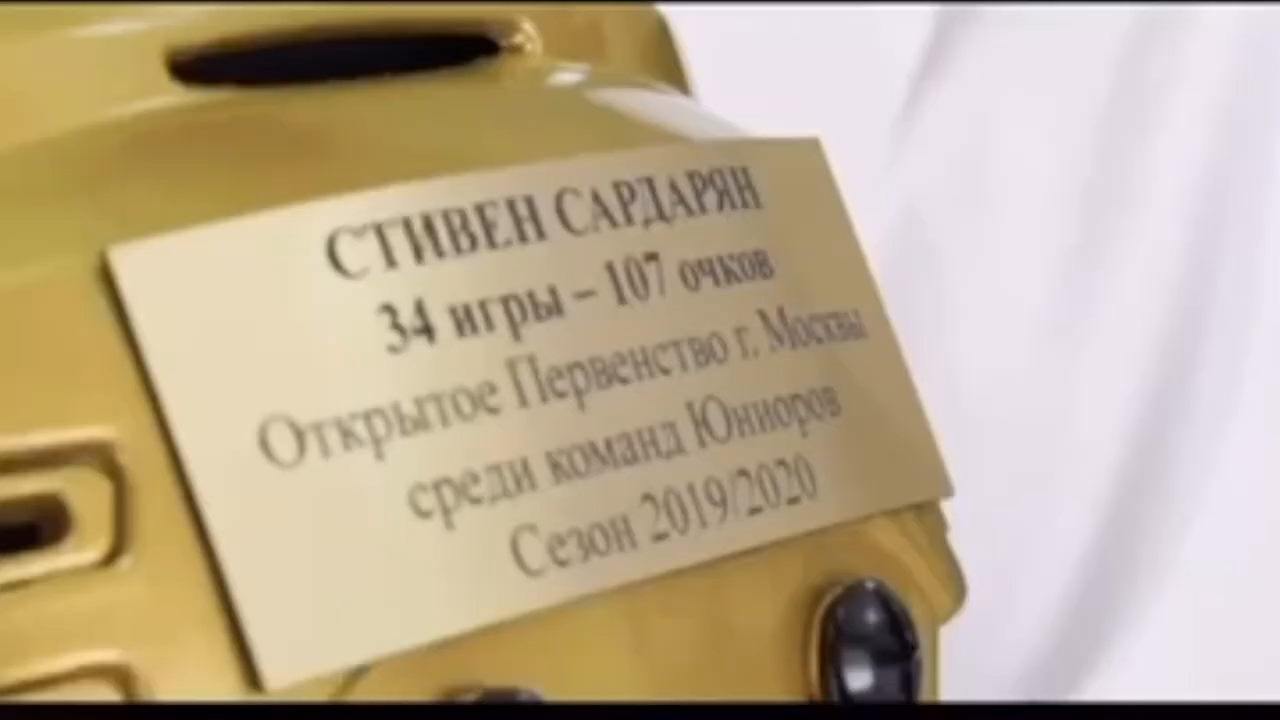 СТИВЕН САРДАРЯН
34 игры – 107 очков
Открытое Первенство г. Москвы
среди команд Юниоров
Сезон 2019/2020